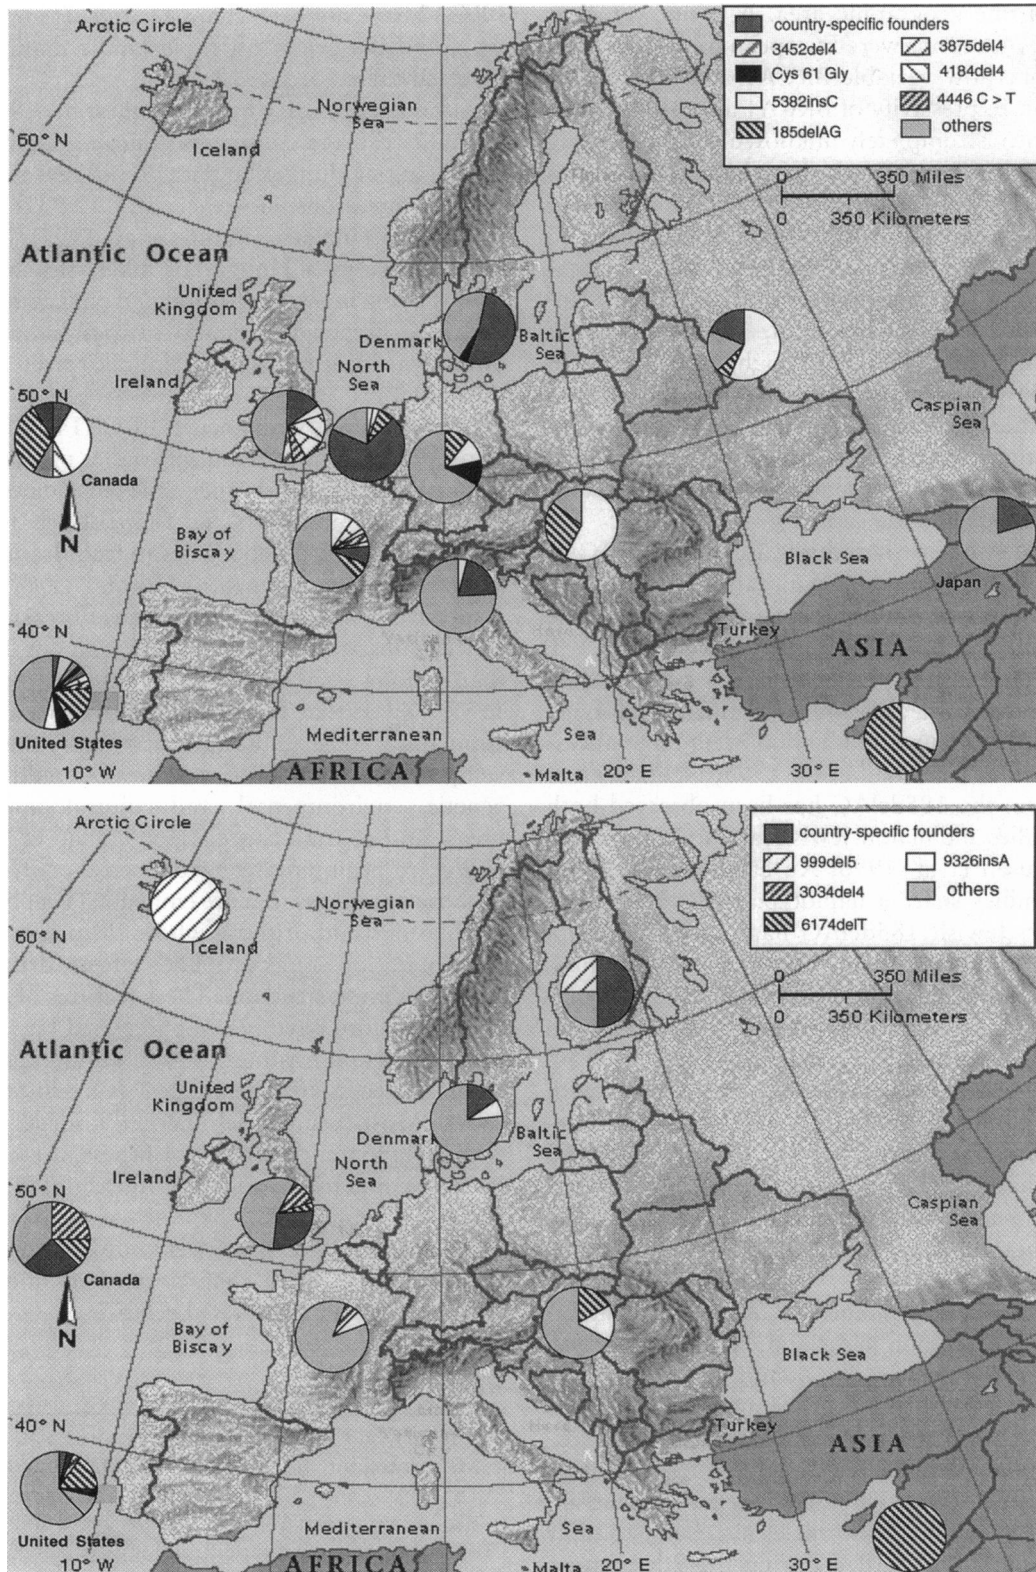 Arctic Circle
country-specific founders
3452del4
3875del4
Cys 61 Gly
4184del4
5382insC
4446 C > T
185delAG
others
Norwegian
Sea
60° N
Iceland
0 350 Miles
0 350 Kilometers
Atlantic Ocean
United
Kingdom
Denmark
Baltic
Sea
North
Sea
Ireland
50° N
Caspian
Sea
Canada
N
Bay of
Biscay
Black Sea
Japan
40° N
Turkey
ASIA
United States
Mediterranean
Sea
10° W
AFRICA
Malta
20° E
30° E
Arctic Circle
country-specific founders
999del5
9326insA
3034del4
others
6174delT
Norwegian
Sea
60° N
Iceland
0 350 Miles
0 350 Kilometers
Atlantic Ocean
United
Kingdom
Denmark
Baltic
Sea
North
Sea
Ireland
50° N
Caspian
Sea
Canada
N
Bay of
Biscay
Black Sea
40° N
Turkey
ASIA
United States
Mediterranean
Sea
10° W
AFRICA
Malta
20° E
30° E